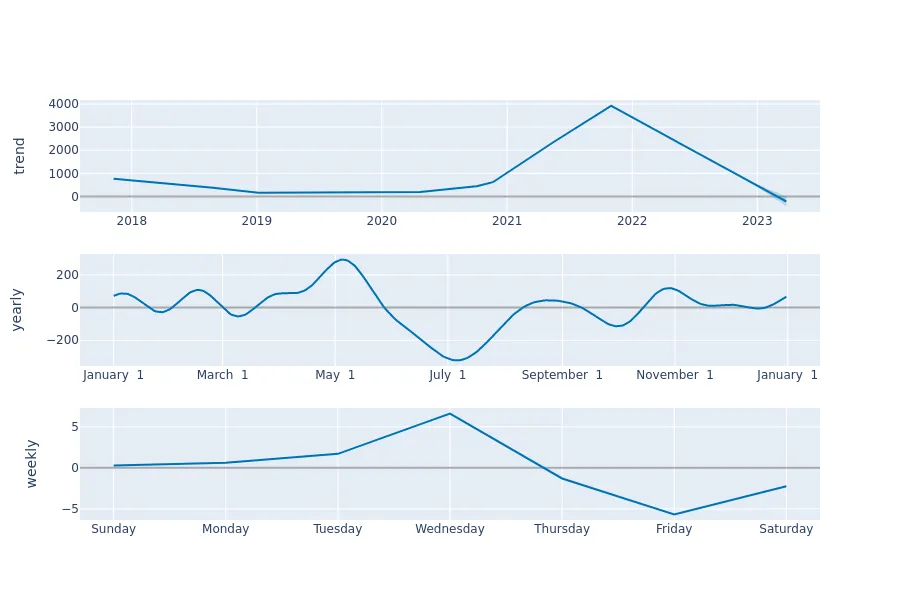 trend
4000
3000
2000
1000
0
2018 2019 2020 2021 2022 2023
yearly
200
0
−200
January 1 March 1 May 1 July 1 September 1 November 1 January 1
weekly
5
0
−5
Sunday Monday Tuesday Wednesday Thursday Friday Saturday